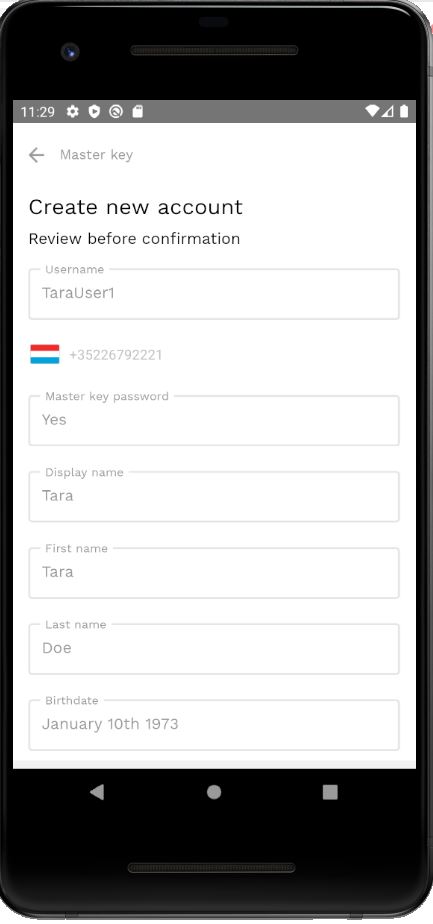 11:29
Master key
Create new account
Review before confirmation
Username
TaraUser1
+35226792221
Master key password
Yes
Display name
Tara
First name
Tara
Last name
Doe
Birthdate
January 10th 1973